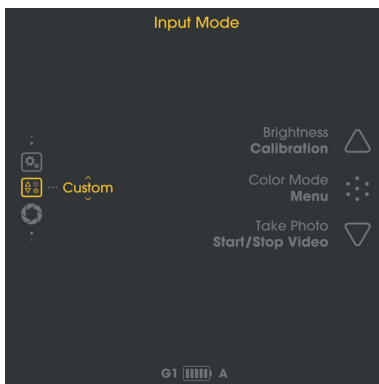 Input Mode
Brightness
Calibration
Custom
Color Mode
Menu
Take Photo
Start/Stop Video
G1 A